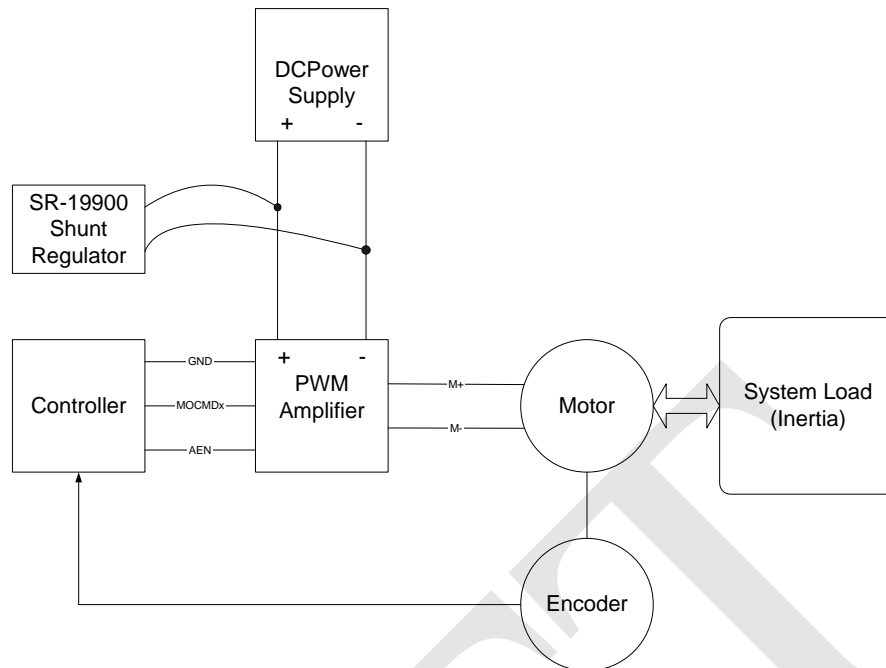 DCPower
Supply
+ -
SR-19900
Shunt
Regulator
+ -
PWM
Amplifier
Controller
GND
MOCMDx
AEN
M+
M-
Motor
System Load
(Inertia)
Encoder